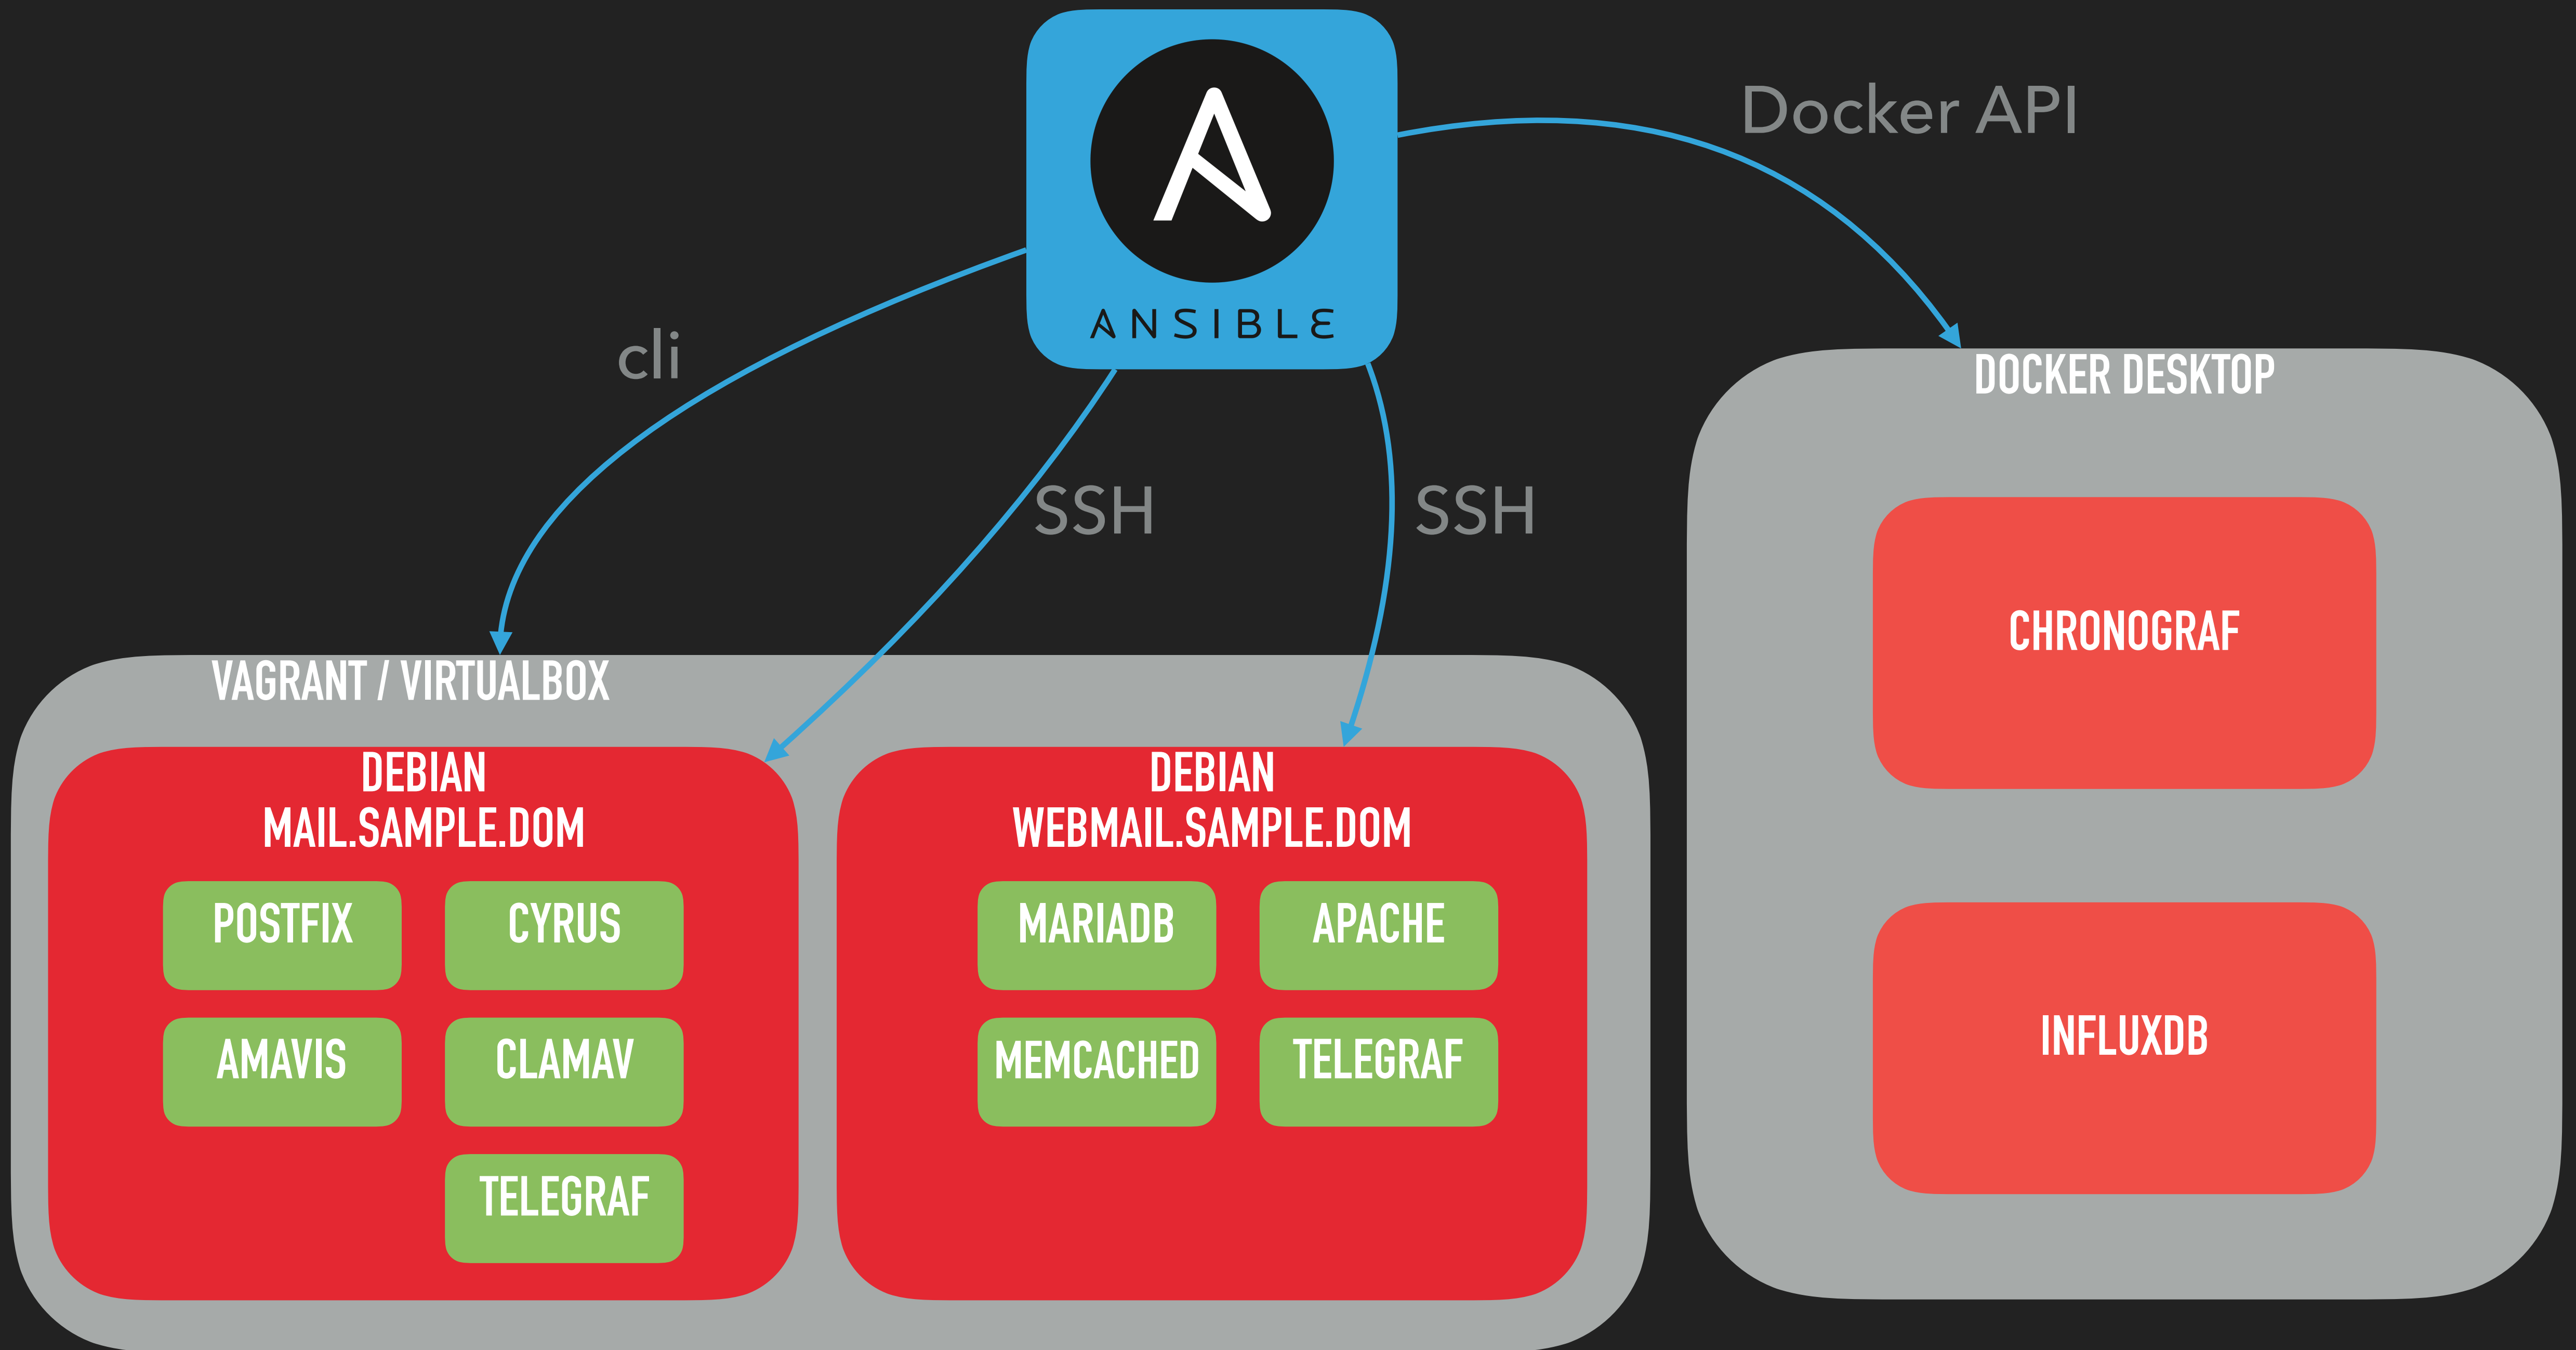 ANSIBLE
Docker API
cli
SSH
SSH
DOCKER DESKTOP
CHRONOGRAF
INFLUXDB
VAGRANT / VIRTUALBOX
DEBIAN
MAIL.SAMPLE.DOM
POSTFIX
CYRUS
AMAVIS
CLAMAV
TELEGRAF
DEBIAN
WEBMAIL.SAMPLE.DOM
MARIADB
APACHE
MEMCACHED
TELEGRAF